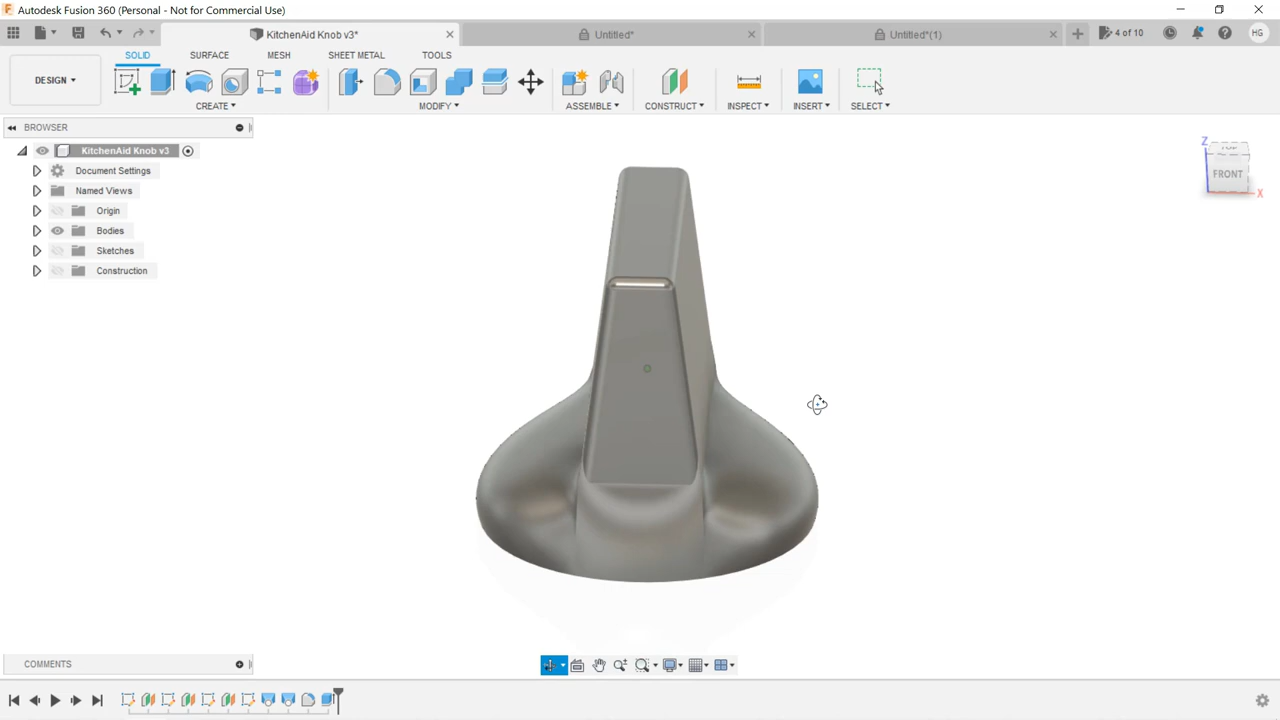 Autodesk Fusion 360 (Personal - Not for Commercial Use)
KitchenAid Knob v3*
Untitled*
Untitled*(1)
4 of 10
HG
DESIGN
SOLID
SURFACE
MESH
SHEET METAL
TOOLS
CREATE
MODIFY
ASSEMBLE
CONSTRUCT
INSPECT
INSERT
SELECT
BROWSER
KitchenAid Knob v3
Document Settings
Named Views
Origin
Bodies
Sketches
Construction
Z
TOP
FRONT
X
COMMENTS